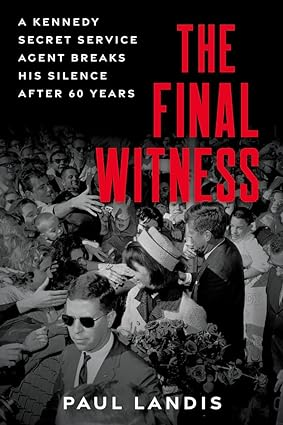 A KENNEDY
SECRET SERVICE
AGENT BREAKS
HIS SILENCE
AFTER 60 YEARS
THE
FINAL
WITNESS
PAUL LANDIS